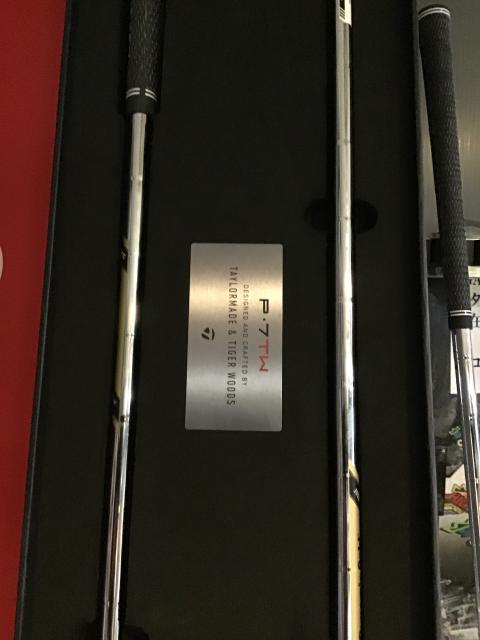 P·7TW
DESIGNED AND CRAFTED BY
TAYLORMADE & TIGER WOODS